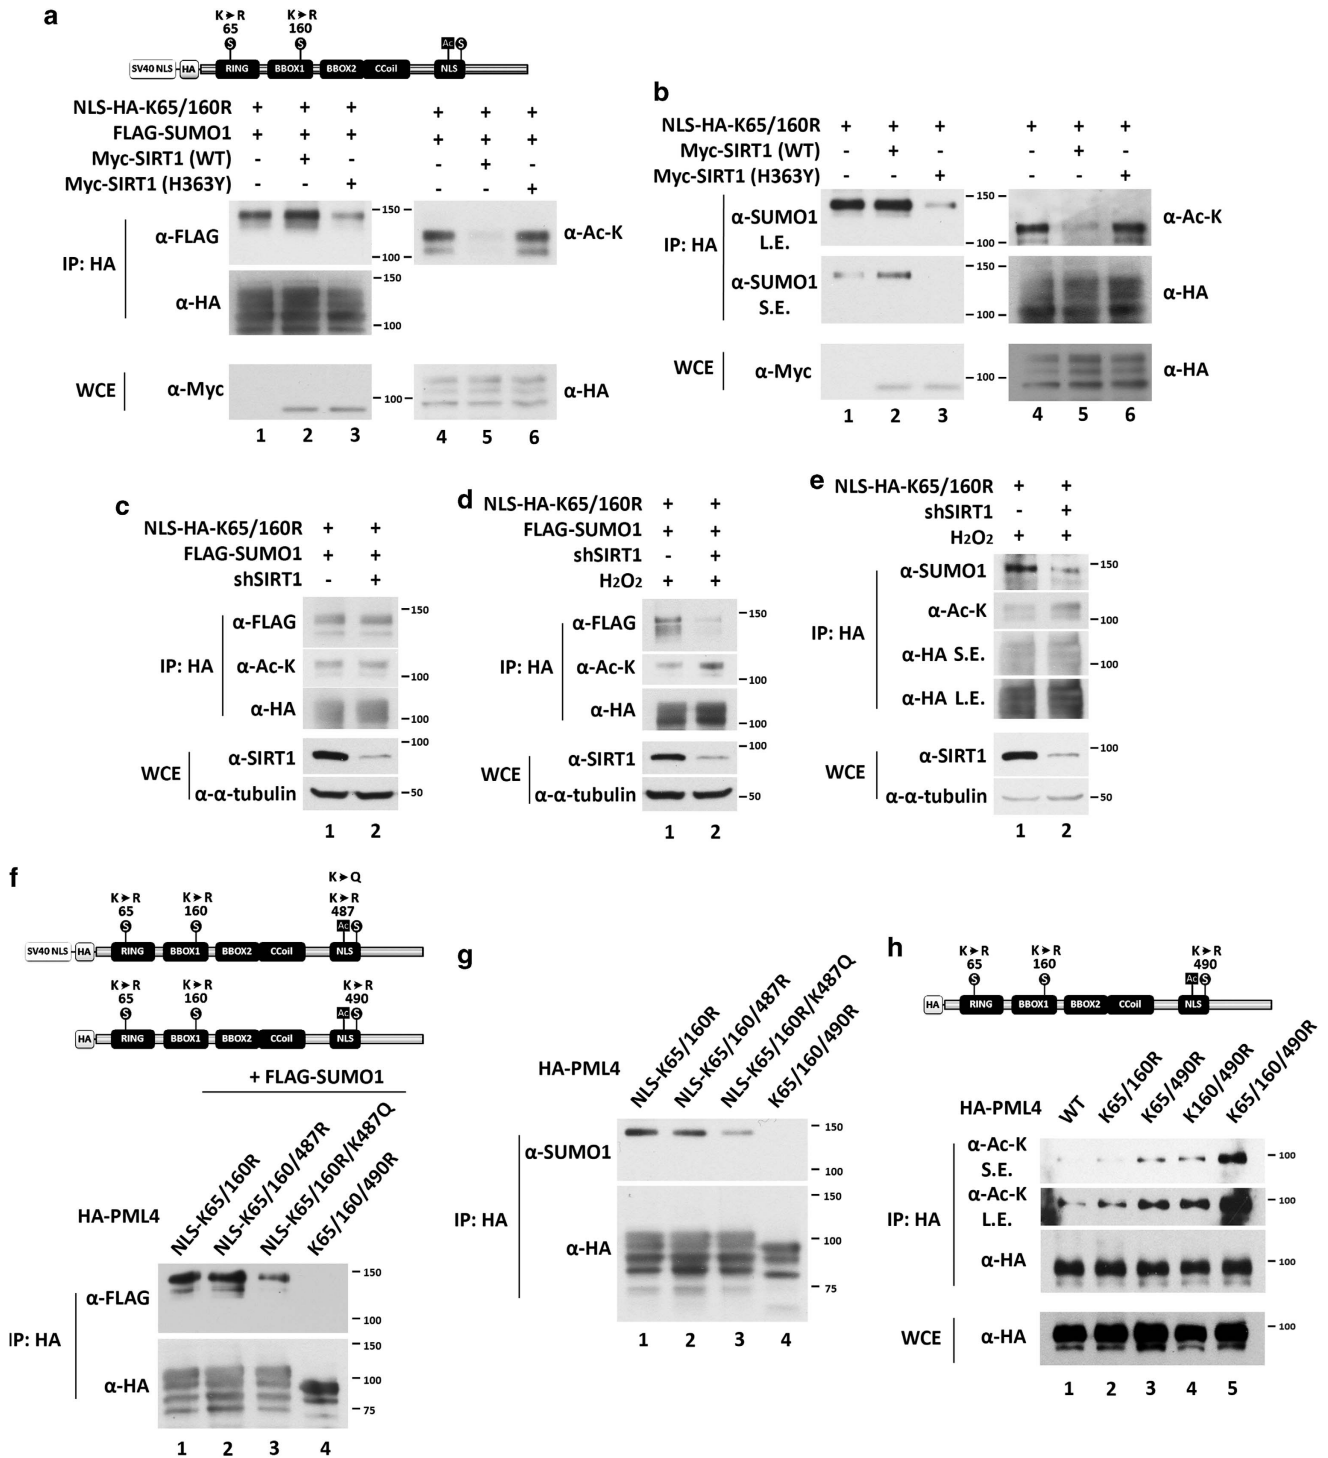 a
K➤R K➤R
65 160
S S Ac S
SV40 NLS HA RING BBOX1 BBOX2 CCoil NLS
NLS-HA-K65/160R + + + + + +
FLAG-SUMO1 + + + + + +
Myc-SIRT1 (WT) - + - - + -
Myc-SIRT1 (H363Y) - - + - - +
IP: HA
α-FLAG
150
100
α-Ac-K
α-HA
150
100
WCE
α-Myc
100
α-HA
1 2 3 4 5 6
b
NLS-HA-K65/160R + + + + + +
Myc-SIRT1 (WT) - + - - + -
Myc-SIRT1 (H363Y) - - + - - +
IP: HA
α-SUMO1
L.E.
150
100
α-Ac-K
α-SUMO1
S.E.
150
100
α-HA
WCE
α-Myc
100
α-HA
1 2 3 4 5 6
c
NLS-HA-K65/160R + +
FLAG-SUMO1 + +
shSIRT1 - +
IP: HA
α-FLAG
150
α-Ac-K
100
α-HA
100
WCE
α-SIRT1
100
α-α-tubulin
50
1 2
d
NLS-HA-K65/160R + +
FLAG-SUMO1 + +
shSIRT1 - +
H2O2 + +
IP: HA
α-FLAG
150
α-Ac-K
100
α-HA
100
WCE
α-SIRT1
100
α-α-tubulin
50
1 2
e
NLS-HA-K65/160R + +
shSIRT1 - +
H2O2 + +
IP: HA
α-SUMO1
150
α-Ac-K
100
α-HA S.E.
100
α-HA L.E.
WCE
α-SIRT1
100
α-α-tubulin
50
1 2
f
K➤Q
K➤R K➤R K➤R
65 160 487
S S Ac S
SV40 NLS HA RING BBOX1 BBOX2 CCoil NLS
K➤R K➤R K➤R
65 160 490
S S Ac S
HA RING BBOX1 BBOX2 CCoil NLS
+ FLAG-SUMO1
HA-PML4
NLS-K65/160R
NLS-K65/160/487R
NLS-K65/160R/K487Q
K65/160/490R
IP: HA
α-FLAG
150
100
α-HA
150
100
75
1 2 3 4
g
HA-PML4
NLS-K65/160R
NLS-K65/160/487R
NLS-K65/160R/K487Q
K65/160/490R
IP: HA
α-SUMO1
150
100
α-HA
150
100
75
1 2 3 4
h
K➤R K➤R K➤R
65 160 490
S S Ac S
HA RING BBOX1 BBOX2 CCoil NLS
HA-PML4
WT
K65/160R
K65/490R
K160/490R
K65/160/490R
IP: HA
α-Ac-K
S.E.
100
α-Ac-K
L.E.
100
α-HA
100
WCE
α-HA
100
1 2 3 4 5